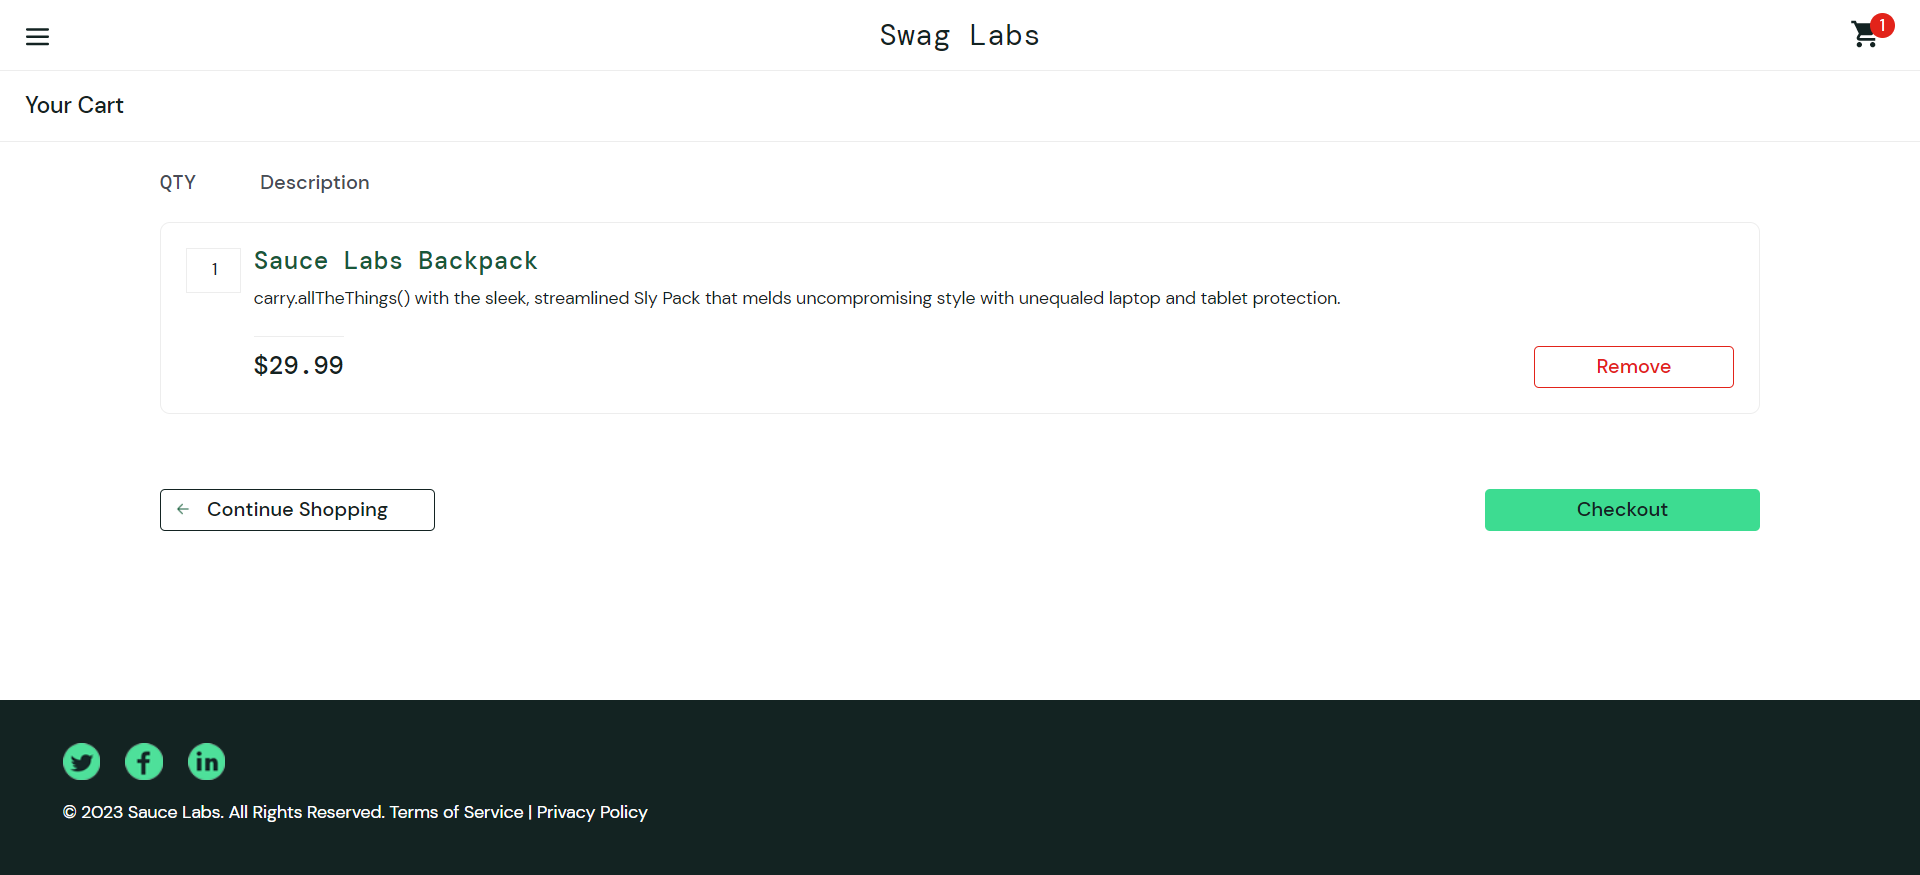 Swag Labs
1
Your Cart
QTY Description
1
Sauce Labs Backpack
carry.allTheThings() with the sleek, streamlined Sly Pack that melds uncompromising style with unequaled laptop and tablet protection.
$29.99
Remove
Continue Shopping
Checkout
© 2023 Sauce Labs. All Rights Reserved. Terms of Service | Privacy Policy